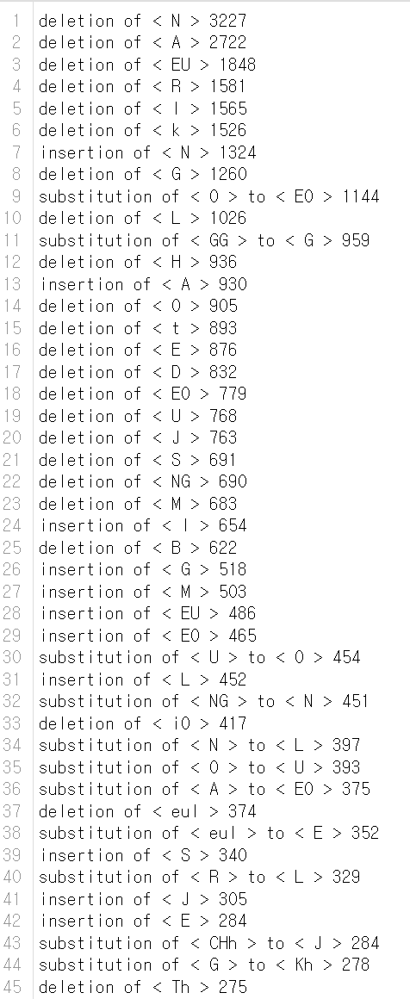 1 deletion of < N > 3227
2 deletion of < A > 2722
3 deletion of < EU > 1848
4 deletion of < R > 1581
5 deletion of < I > 1565
6 deletion of < k > 1526
7 insertion of < N > 1324
8 deletion of < G > 1260
9 substitution of < O > to < EO > 1144
10 deletion of < L > 1026
11 substitution of < GG > to < G > 959
12 deletion of < H > 936
13 insertion of < A > 930
14 deletion of < O > 905
15 deletion of < t > 893
16 deletion of < E > 876
17 deletion of < D > 832
18 deletion of < EO > 779
19 deletion of < U > 768
20 deletion of < J > 763
21 deletion of < S > 691
22 deletion of < NG > 690
23 deletion of < M > 683
24 insertion of < I > 654
25 deletion of < B > 622
26 insertion of < G > 518
27 insertion of < M > 503
28 insertion of < EU > 486
29 insertion of < EO > 465
30 substitution of < U > to < O > 454
31 insertion of < L > 452
32 substitution of < NG > to < N > 451
33 deletion of < iO > 417
34 substitution of < N > to < L > 397
35 substitution of < O > to < U > 393
36 substitution of < A > to < EO > 375
37 deletion of < euI > 374
38 substitution of < euI > to < E > 352
39 insertion of < S > 340
40 substitution of < R > to < L > 329
41 insertion of < J > 305
42 insertion of < E > 284
43 substitution of < CHh > to < J > 284
44 substitution of < G > to < Kh > 278
45 deletion of < Th > 275